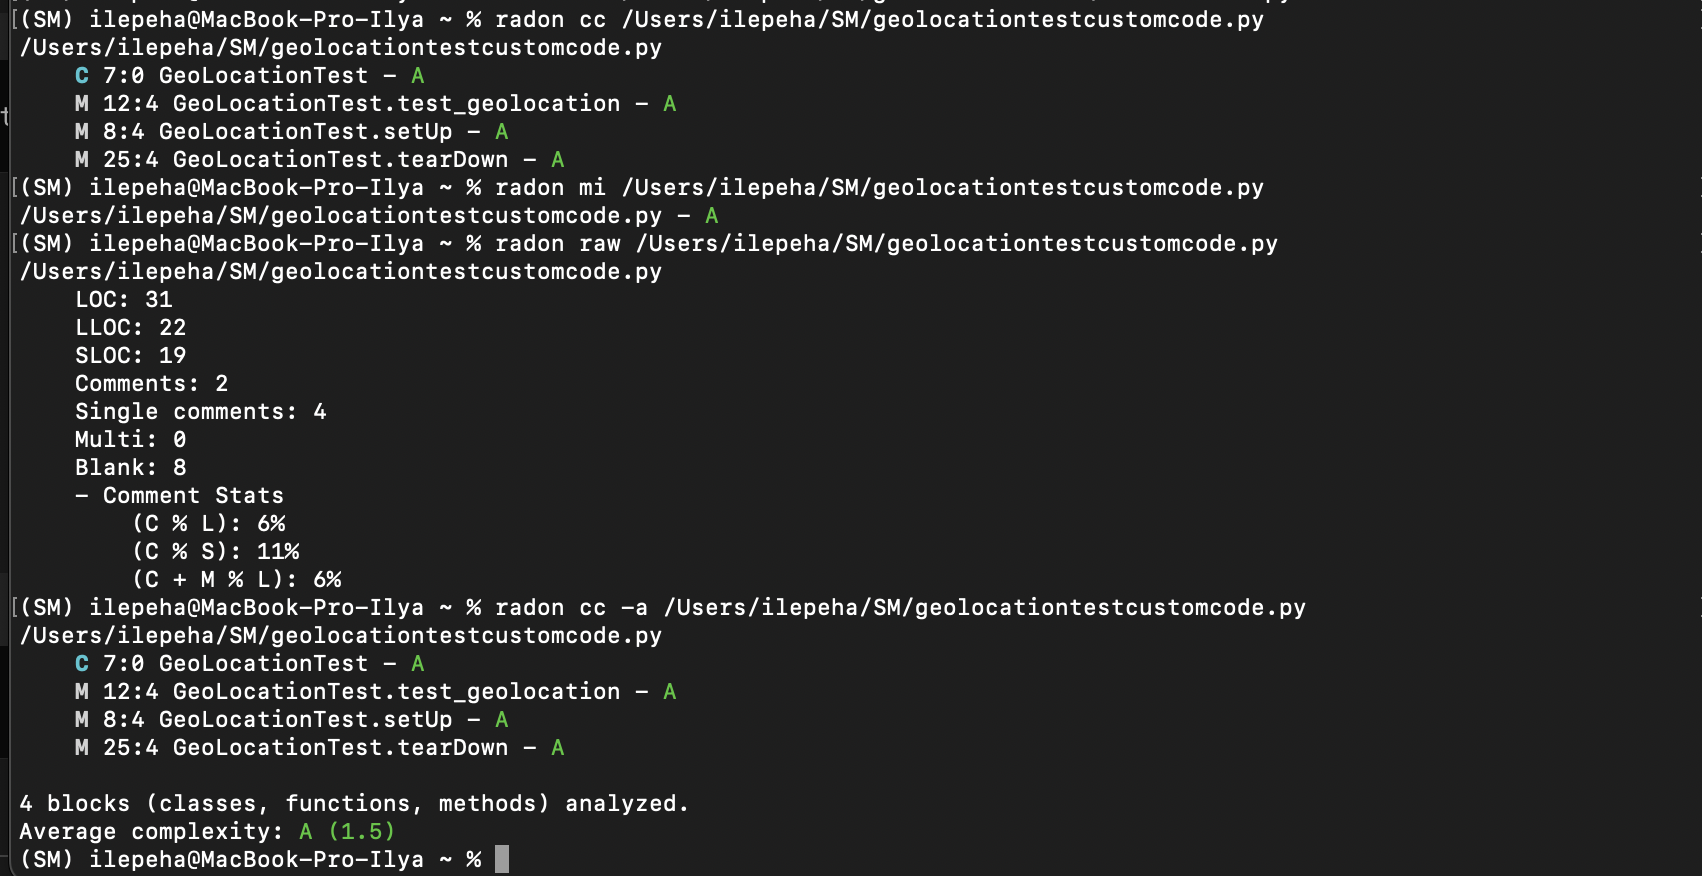 [(SM) ilepeha@MacBook-Pro-Ilya ~ % radon cc /Users/ilepeha/SM/geolocationtestcustomcode.py
/Users/ilepeha/SM/geolocationtestcustomcode.py
    C 7:0 GeoLocationTest - A
    M 12:4 GeoLocationTest.test_geolocation - A
    M 8:4 GeoLocationTest.setUp - A
    M 25:4 GeoLocationTest.tearDown - A
[(SM) ilepeha@MacBook-Pro-Ilya ~ % radon mi /Users/ilepeha/SM/geolocationtestcustomcode.py
/Users/ilepeha/SM/geolocationtestcustomcode.py - A
[(SM) ilepeha@MacBook-Pro-Ilya ~ % radon raw /Users/ilepeha/SM/geolocationtestcustomcode.py
/Users/ilepeha/SM/geolocationtestcustomcode.py
    LOC: 31
    LLOC: 22
    SLOC: 19
    Comments: 2
    Single comments: 4
    Multi: 0
    Blank: 8
    - Comment Stats
        (C % L): 6%
        (C % S): 11%
        (C + M % L): 6%
[(SM) ilepeha@MacBook-Pro-Ilya ~ % radon cc -a /Users/ilepeha/SM/geolocationtestcustomcode.py
/Users/ilepeha/SM/geolocationtestcustomcode.py
    C 7:0 GeoLocationTest - A
    M 12:4 GeoLocationTest.test_geolocation - A
    M 8:4 GeoLocationTest.setUp - A
    M 25:4 GeoLocationTest.tearDown - A

4 blocks (classes, functions, methods) analyzed.
Average complexity: A (1.5)
(SM) ilepeha@MacBook-Pro-Ilya ~ %